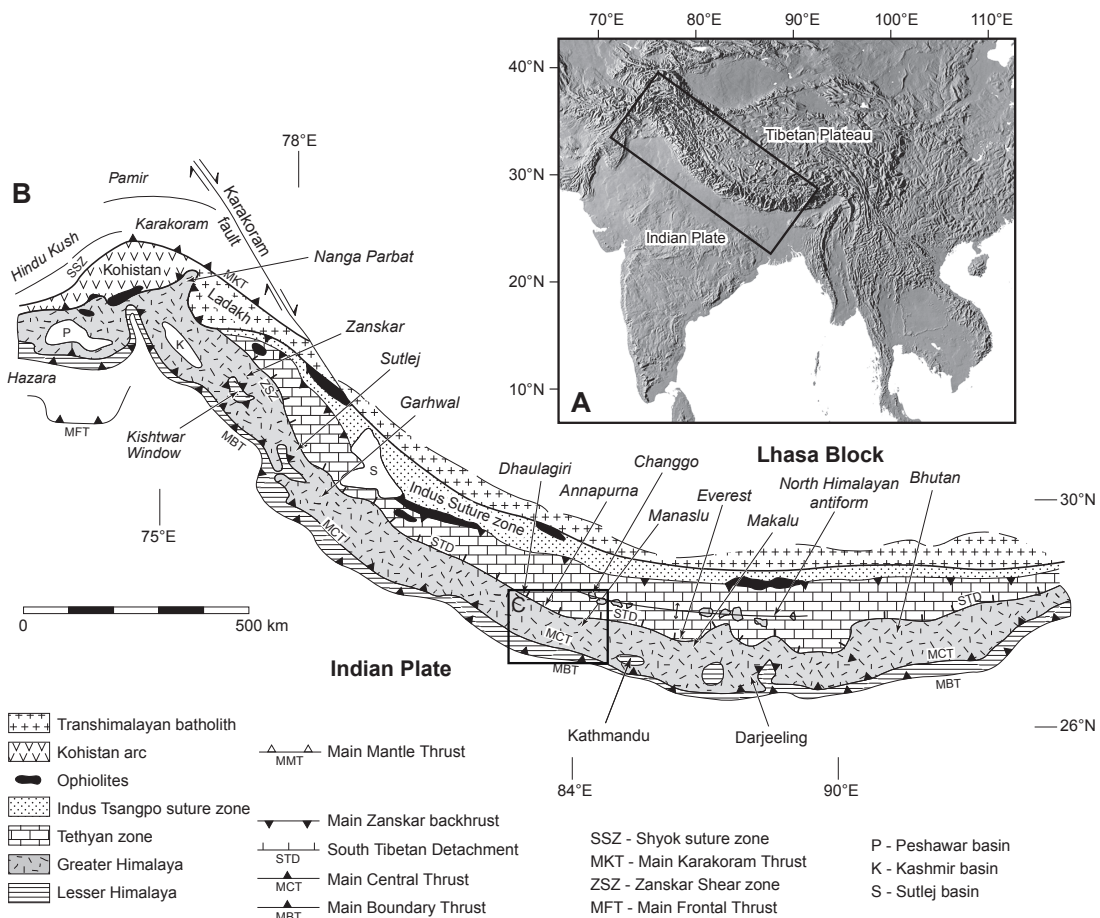 70°E
80°E
90°E
100°E
110°E
40°N
30°N
20°N
10°N
Tibetan Plateau
Indian Plate
A
B
78°E
Pamir
Karakoram
fault
Hindu Kush
SSZ
Karakoram
Kohistan
MKT
Nanga Parbat
Ladakh
Zanskar
P
K
Sutlej
Hazara
ZSZ
Garhwal
MFT
Kishtwar
Window
MBT
S
Indus Suture zone
75°E
MCT
STD
Dhaulagiri
Changgo
Lhasa Block
Annapurna
Manaslu
Everest
Makalu
North Himalayan
antiform
Bhutan
30°N
C
STD
STD
MCT
MCT
MBT
MBT
0
500 km
Indian Plate
Kathmandu
Darjeeling
26°N
84°E
90°E
Transhimalayan batholith
Kohistan arc
Ophiolites
Indus Tsangpo suture zone
Tethyan zone
Greater Himalaya
Lesser Himalaya
MMT
Main Mantle Thrust
Main Zanskar backhrust
STD
South Tibetan Detachment
MCT
Main Central Thrust
MBT
Main Boundary Thrust
SSZ - Shyok suture zone
MKT - Main Karakoram Thrust
ZSZ - Zanskar Shear zone
MFT - Main Frontal Thrust
P - Peshawar basin
K - Kashmir basin
S - Sutlej basin